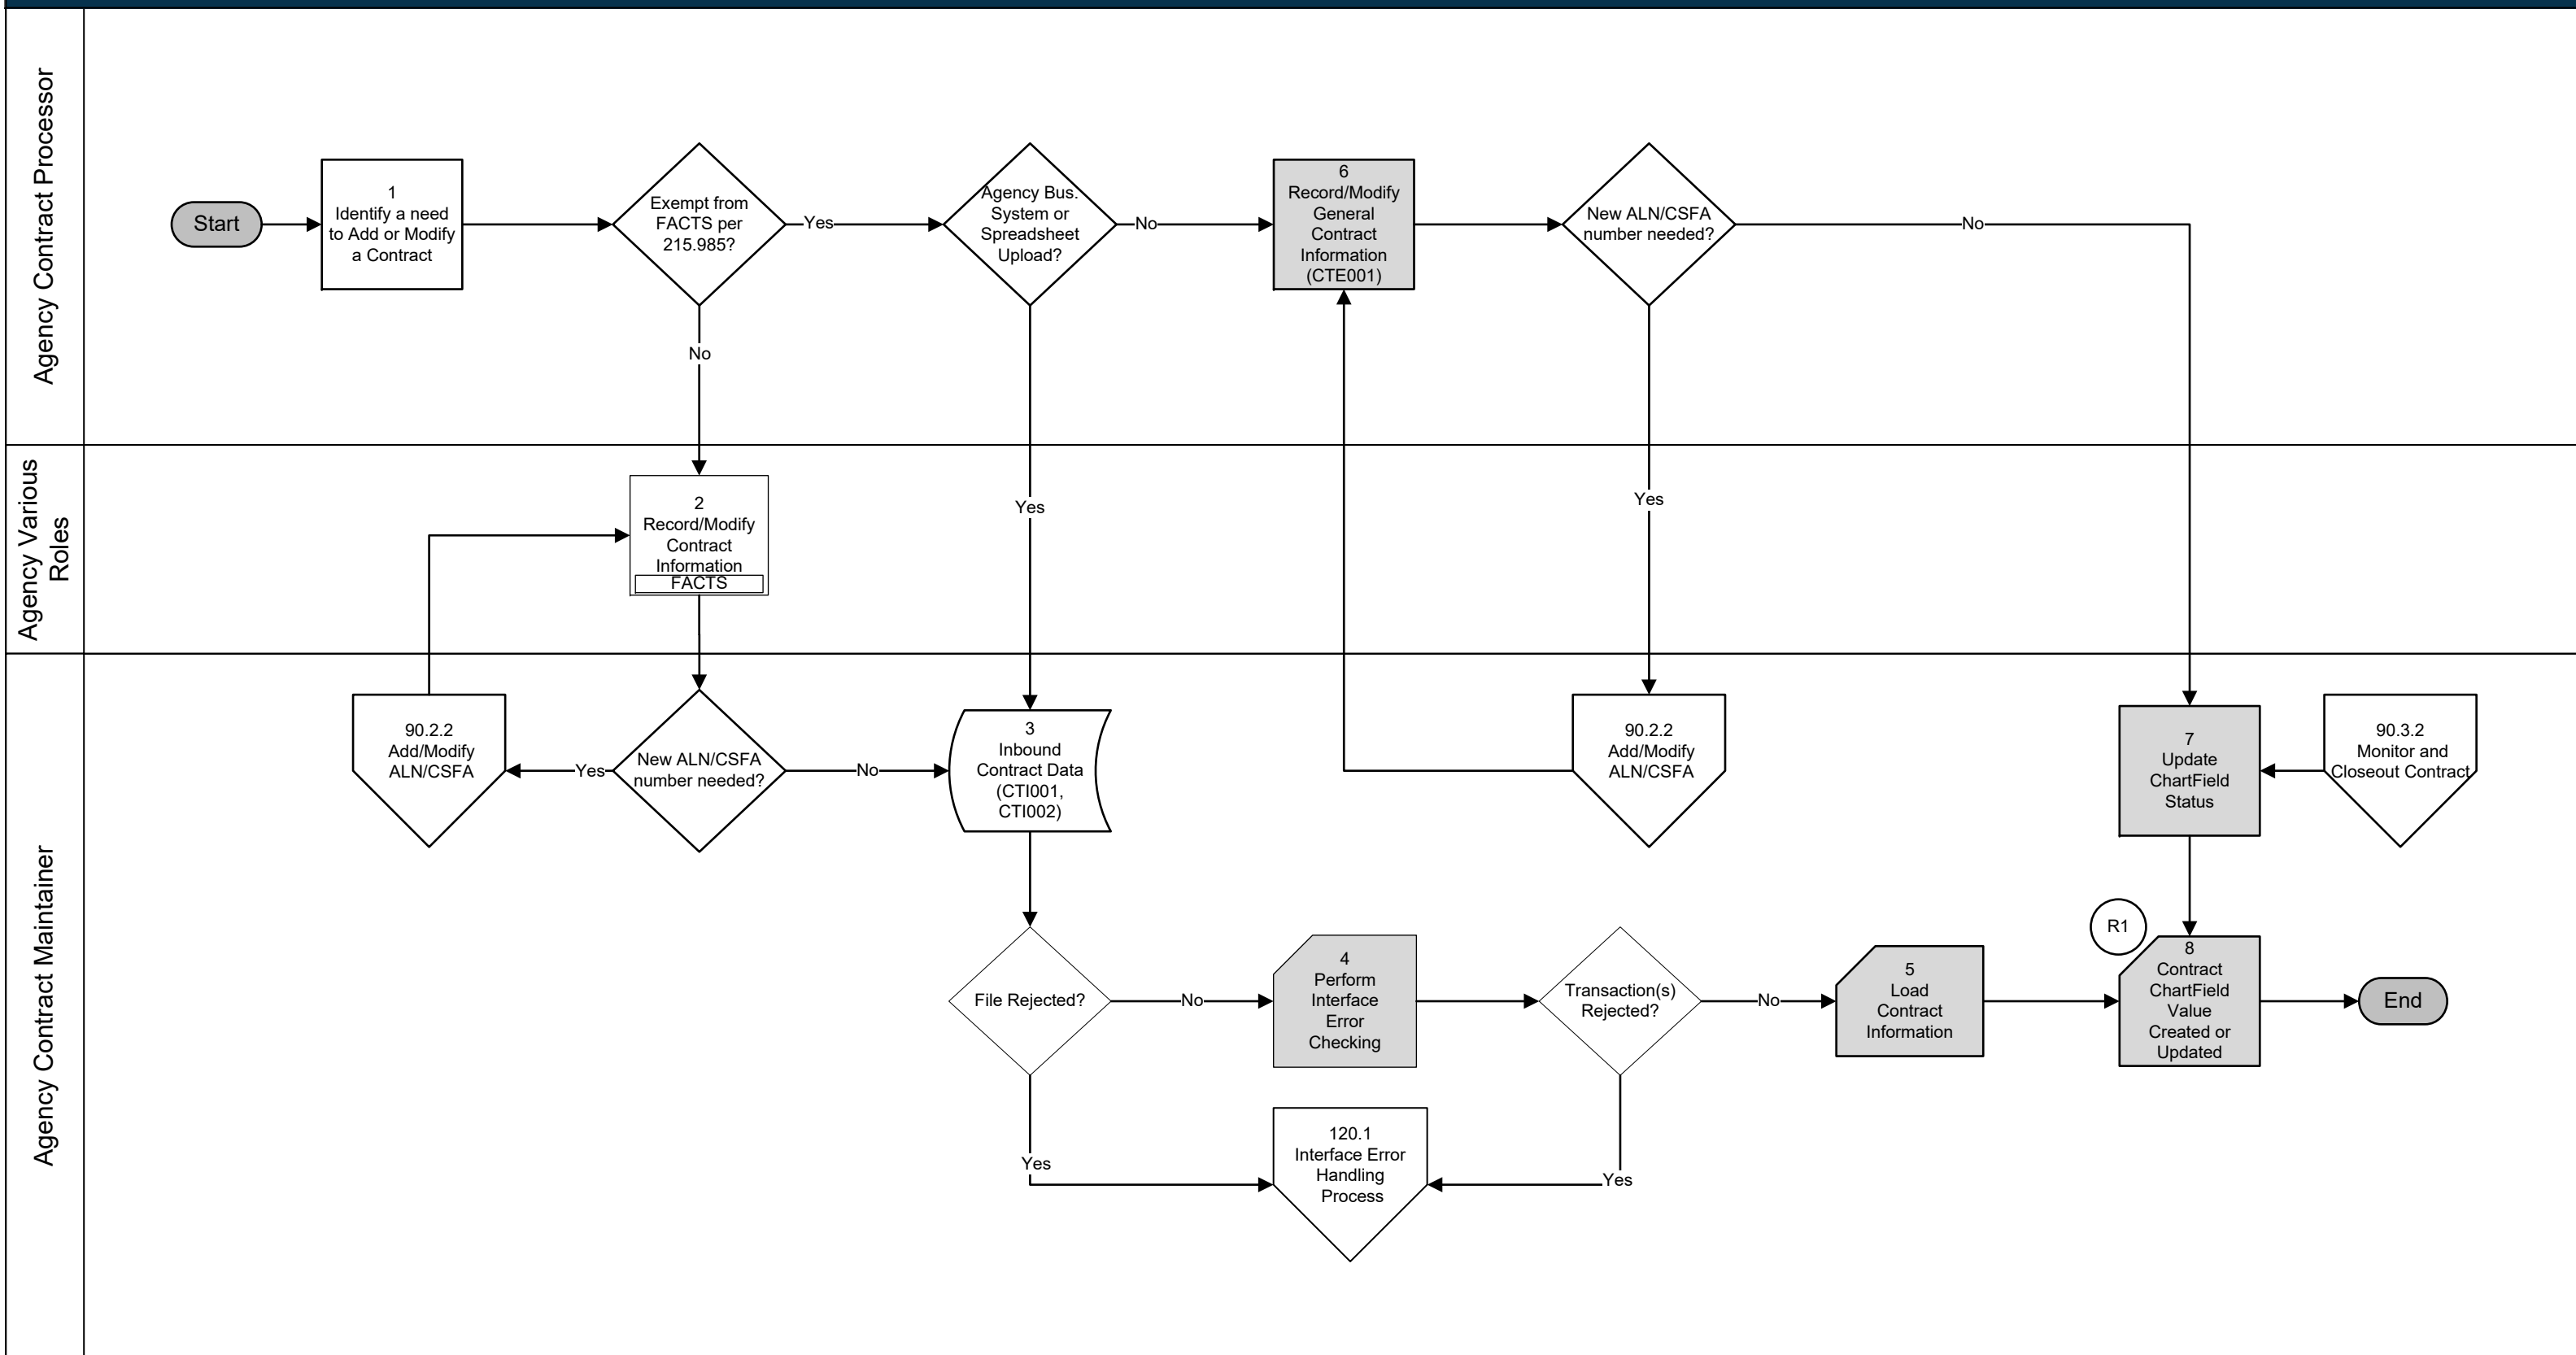 Agency Contract Processor
Start
1
Identify a need
to Add or Modify
a Contract
Exempt from
FACTS per
215.985?
Yes
No
Agency Bus.
System or
Spreadsheet
Upload?
No
Yes
6
Record/Modify
General
Contract
Information
(CTE001)
New ALN/CSFA
number needed?
No
Yes
Agency Various
Roles
2
Record/Modify
Contract
Information
FACTS
Agency Contract Maintainer
90.2.2
Add/Modify
ALN/CSFA
Yes
New ALN/CSFA
number needed?
No
3
Inbound
Contract Data
(CTI001,
CTI002)
90.2.2
Add/Modify
ALN/CSFA
7
Update
ChartField
Status
90.3.2
Monitor and
Closeout Contract
File Rejected?
No
Yes
4
Perform
Interface
Error
Checking
Transaction(s)
Rejected?
No
Yes
5
Load
Contract
Information
R1
8
Contract
ChartField
Value
Created or
Updated
End
120.1
Interface Error
Handling
Process